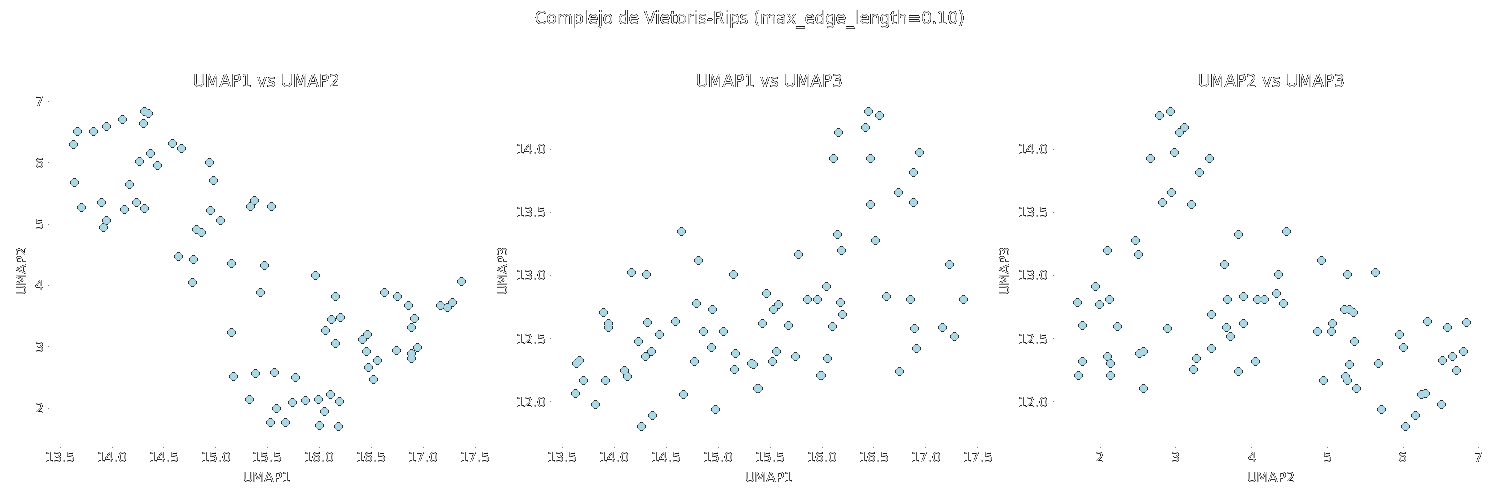 Complejo de Vietoris-Rips (max_edge_length=0.10)
UMAP1 vs UMAP2
UMAP1 vs UMAP3
UMAP2 vs UMAP3
7
6
5
4
3
2
UMAP2
13.5 14.0 14.5 15.0 15.5 16.0 16.5 17.0 17.5
UMAP1
14.0
13.5
13.0
12.5
12.0
UMAP3
13.5 14.0 14.5 15.0 15.5 16.0 16.5 17.0 17.5
UMAP1
14.0
13.5
13.0
12.5
12.0
UMAP3
2 3 4 5 6 7
UMAP2